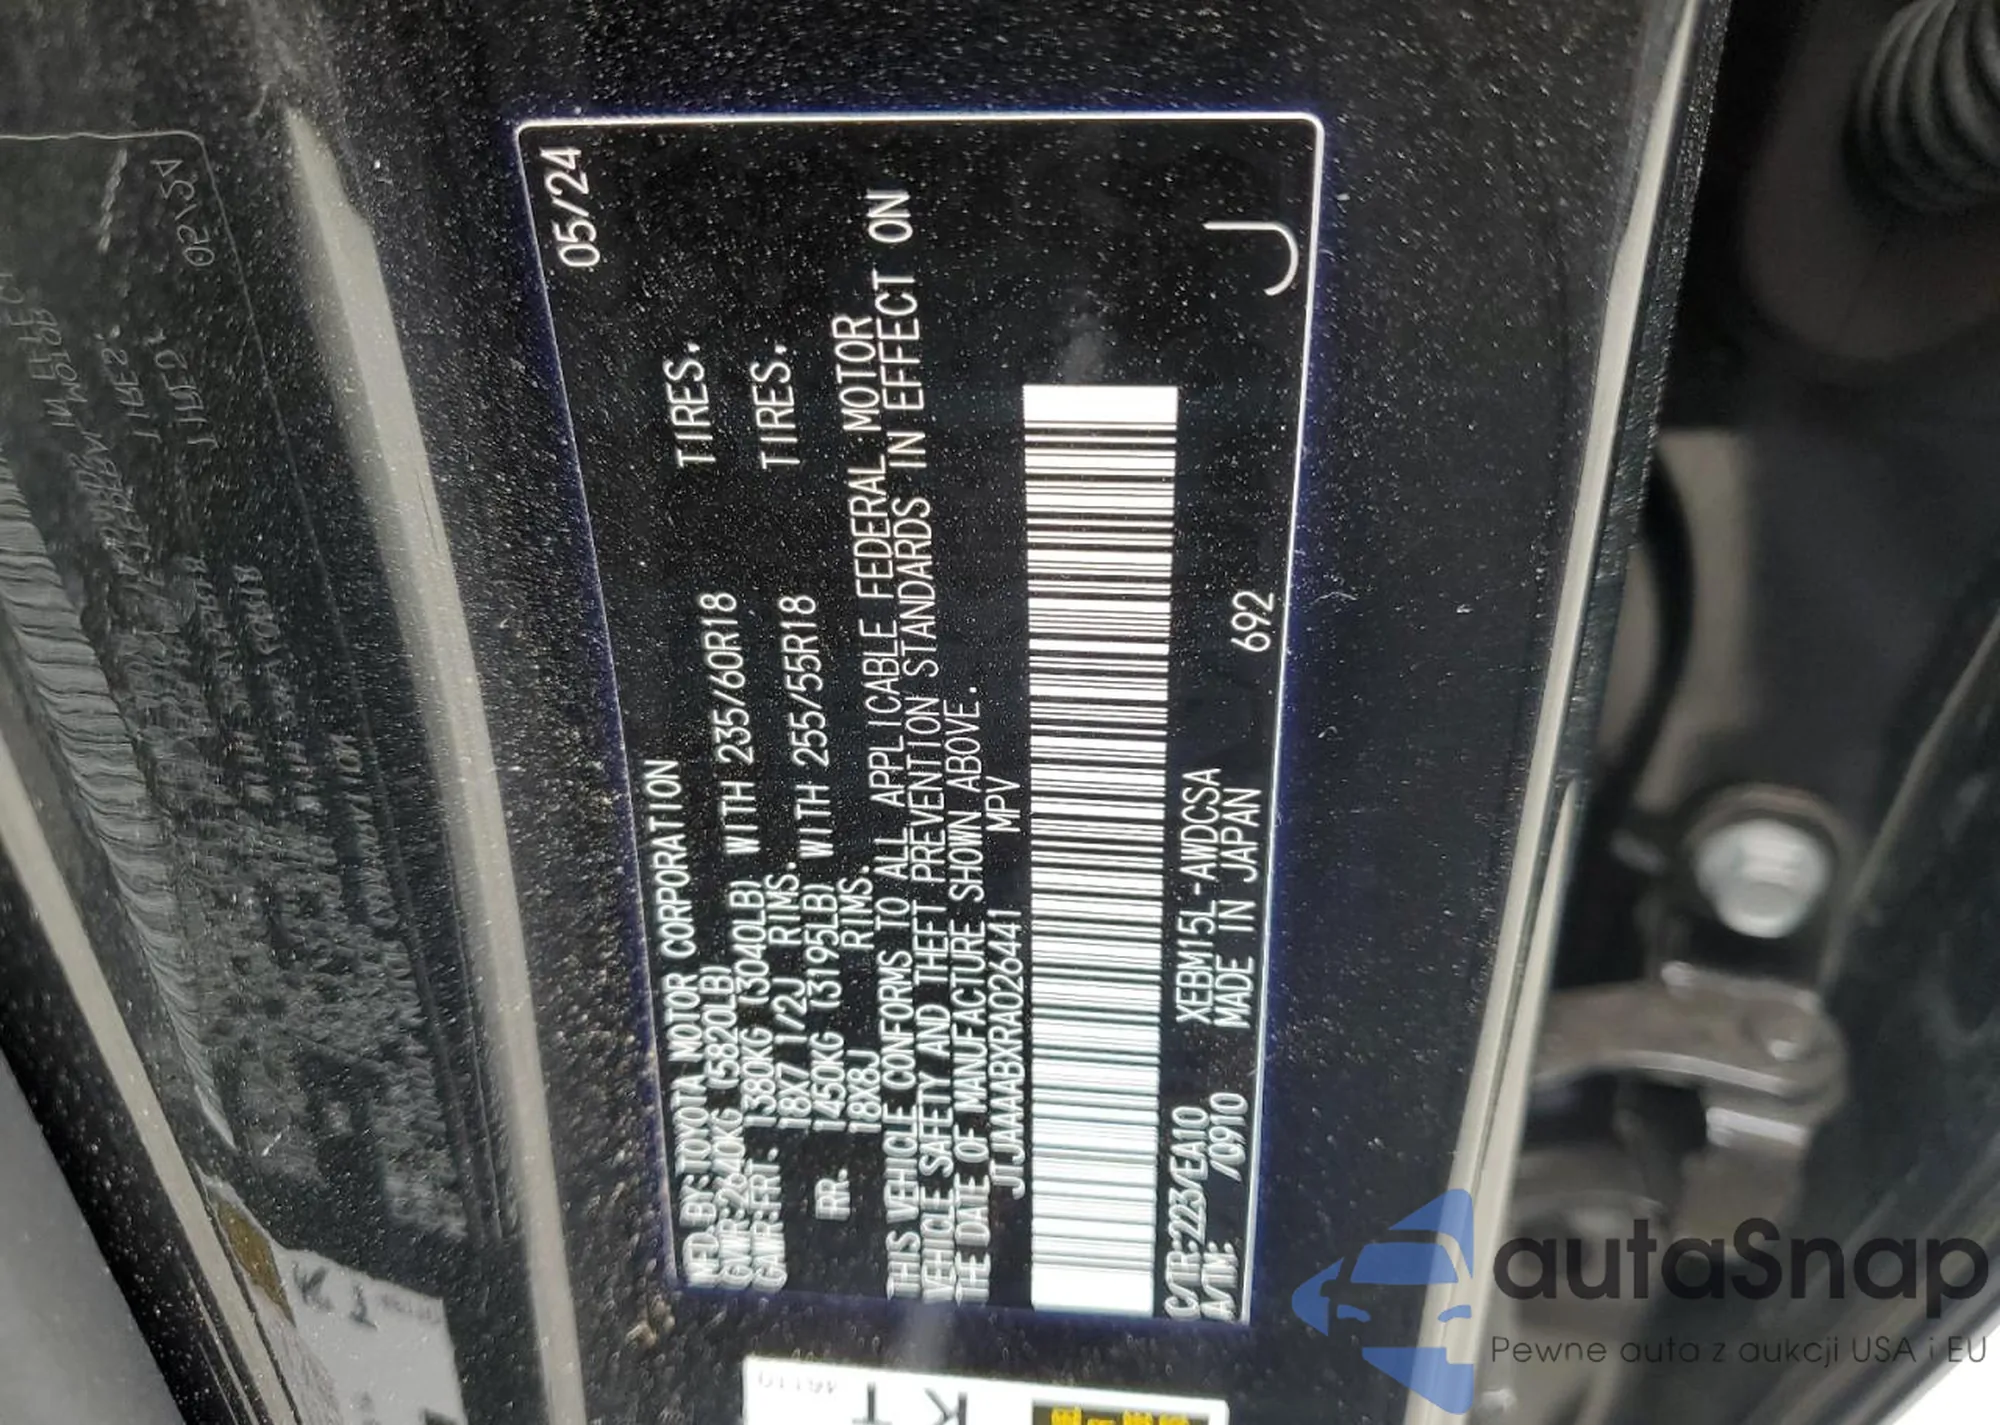 05/24
MFD. BY: TOYOTA MOTOR CORPORATION
GVWR: 2640KG (5820LB)
GAWR: FRT. 1380KG (3040LB) WITH 235/60R18 TIRES.
18X7 1/2J RIMS.
RR. 1450KG (3195LB) WITH 255/55R18 TIRES.
18X8J RIMS.
THIS VEHICLE CONFORMS TO ALL APPLICABLE FEDERAL MOTOR
VEHICLE SAFETY AND THEFT PREVENTION STANDARDS IN EFFECT ON
THE DATE OF MANUFACTURE SHOWN ABOVE.
JTJAAABXRA026441 MPV
C/TR: 223/EA10 XEBM15L-AWDCSA
A/TM: /0910 MADE IN JAPAN 692
J
autaSnap
Pewne auta z aukcji USA i EU